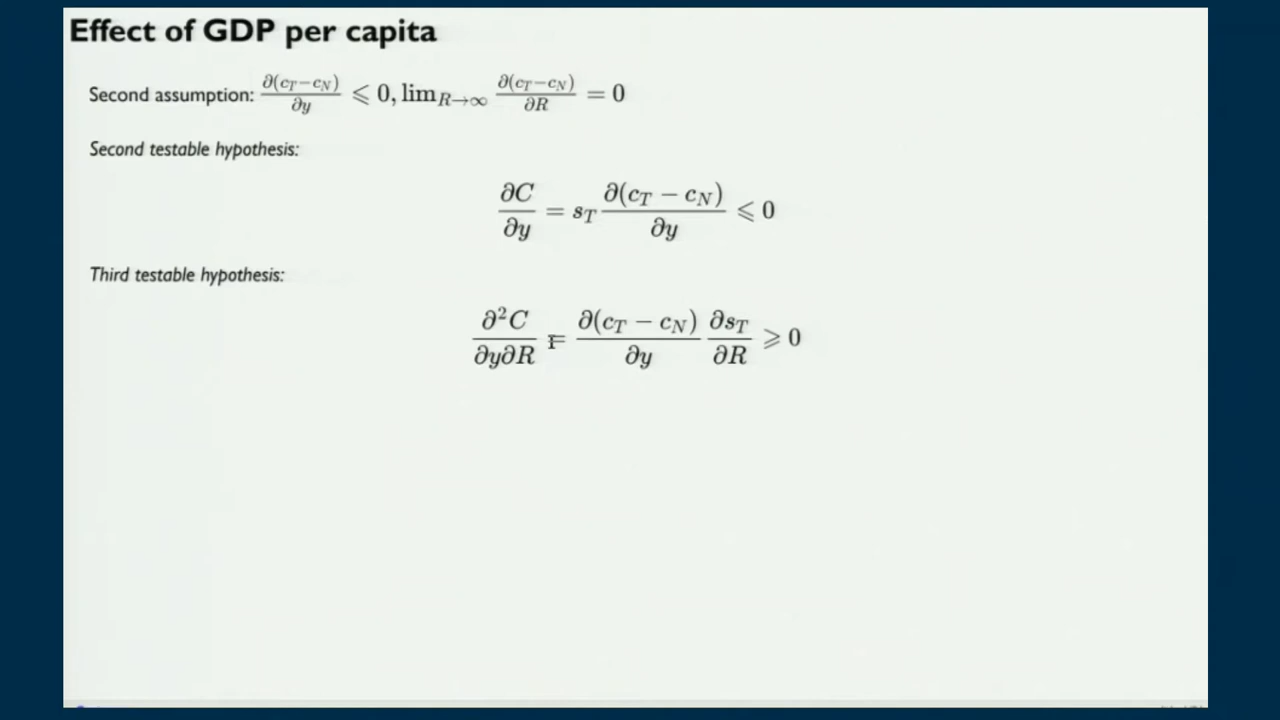 Effect of GDP per capita
Second assumption: ∂(c_T−c_N)/∂y ⩽ 0, lim_{R→∞} ∂(c_T−c_N)/∂R = 0
Second testable hypothesis:
∂C/∂y = s_T ∂(c_T − c_N)/∂y ⩽ 0
Third testable hypothesis:
∂²C/∂y∂R = ∂(c_T − c_N)/∂y ∂s_T/∂R ⩾ 0